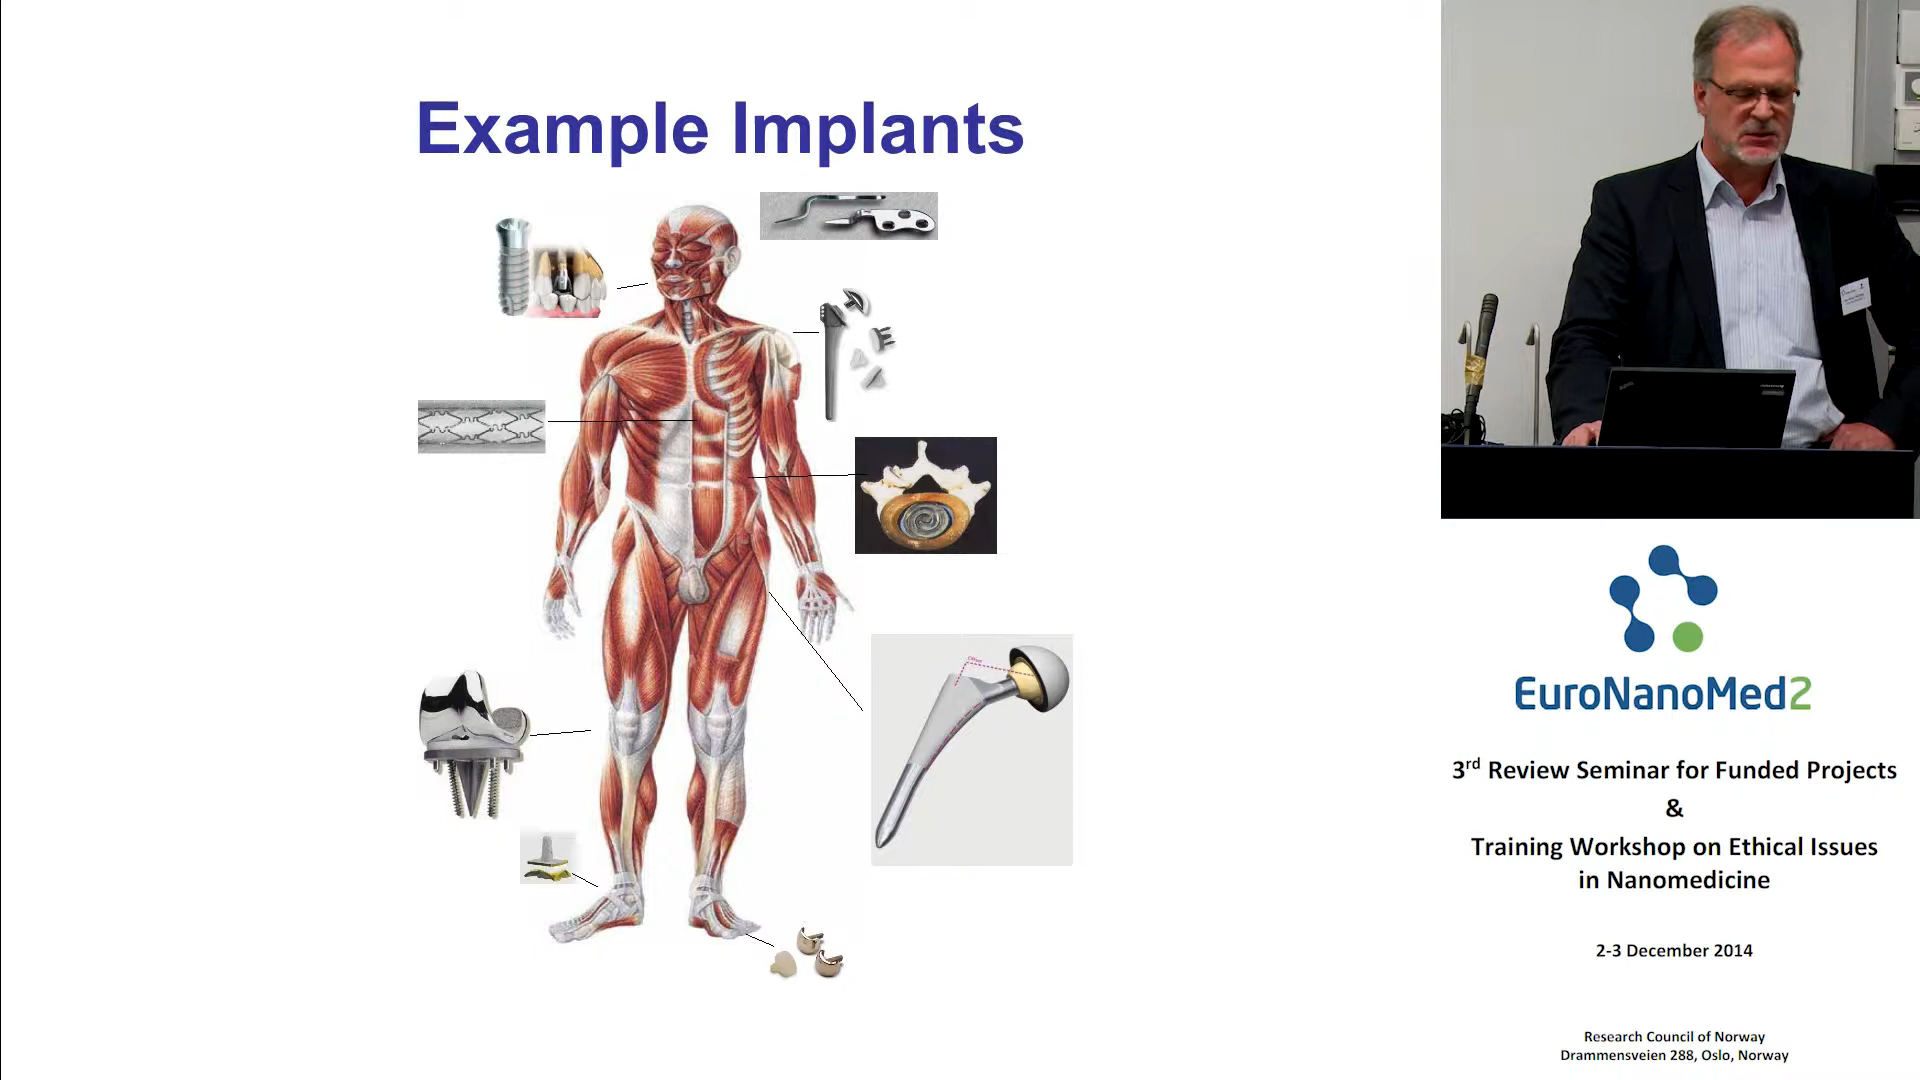 Example Implants
Offset
EuroNanoMed2
3rd Review Seminar for Funded Projects
&
Training Workshop on Ethical Issues
in Nanomedicine
2-3 December 2014
Research Council of Norway
Drammensveien 288, Oslo, Norway